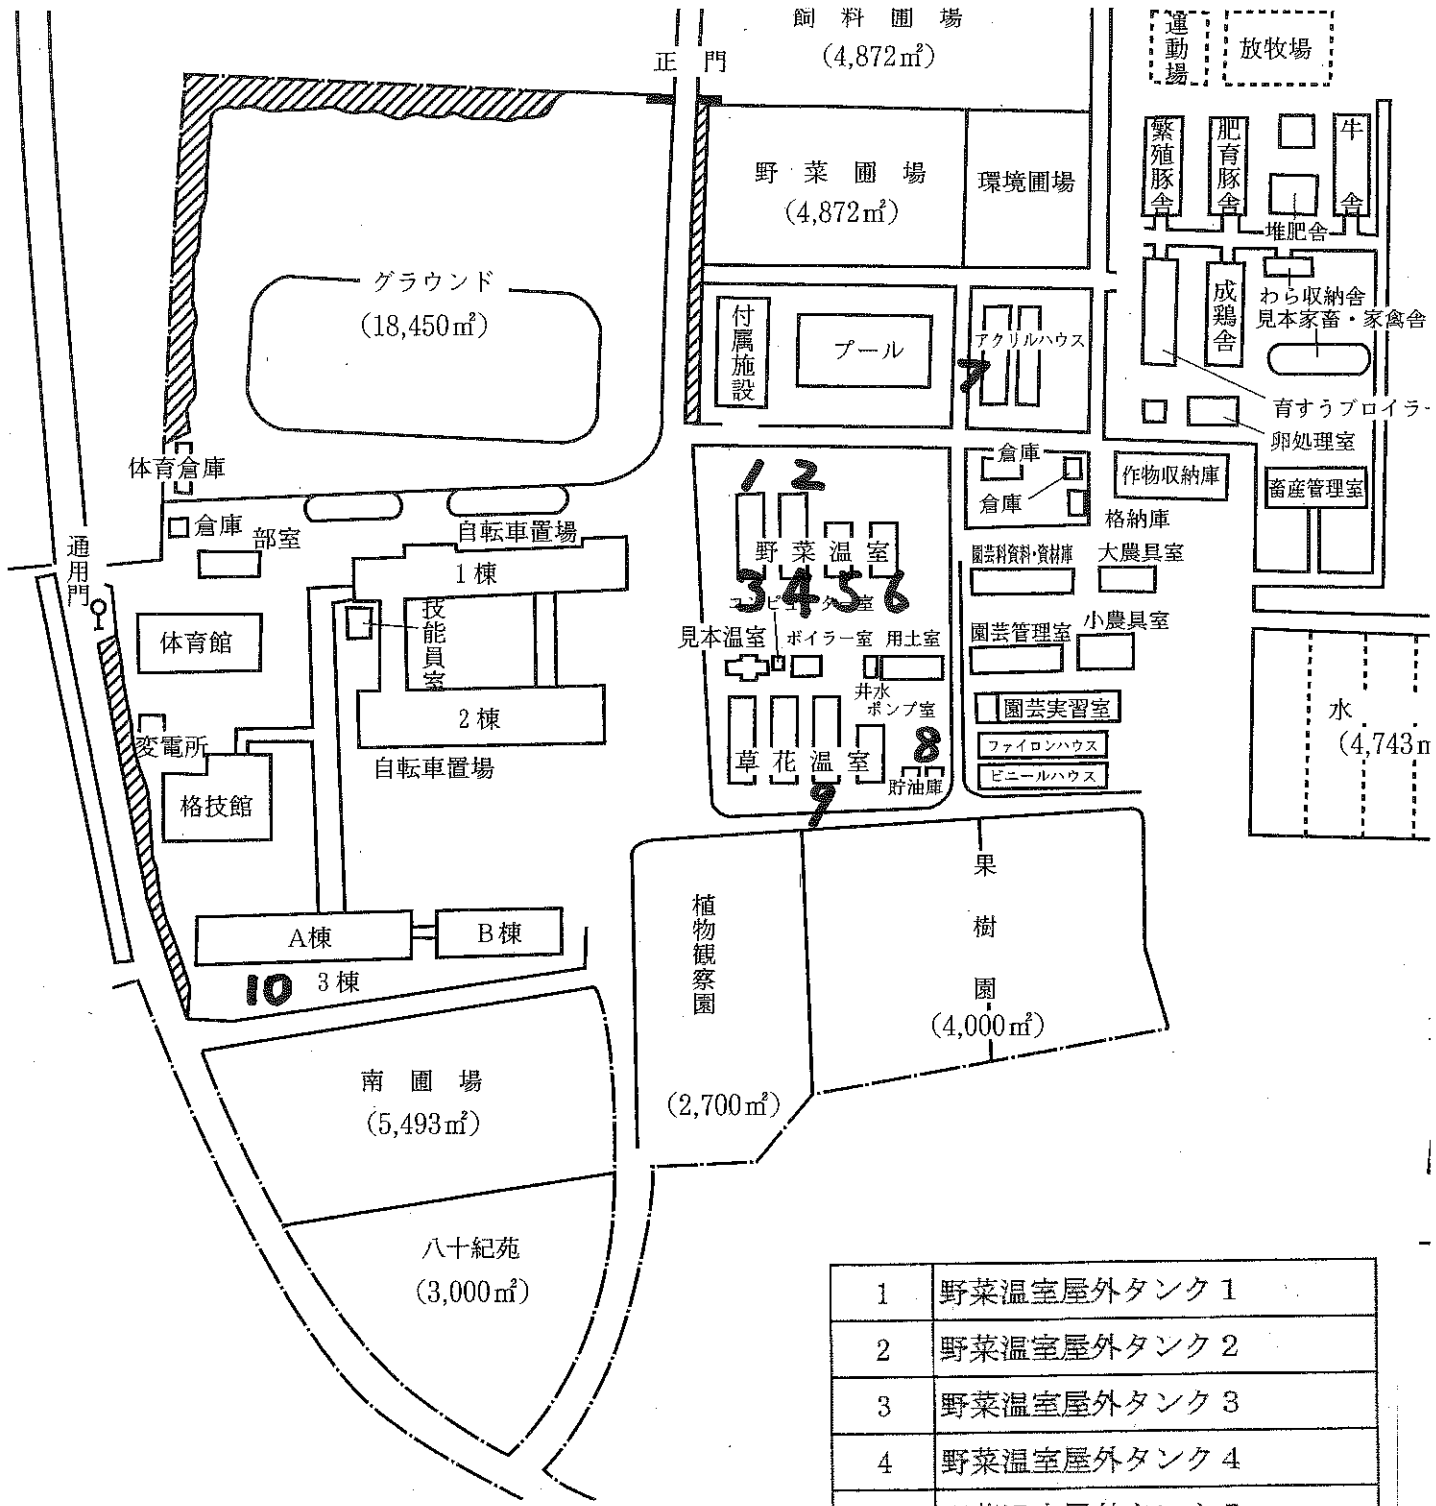 飼料圃場
(4,872㎡)
運動場
放牧場
正門
野菜圃場
(4,872㎡)
環境圃場
繁殖豚舎
肥育豚舎
牛舎
堆肥舎
グラウンド
(18,450㎡)
付属施設
プール
アクリルハウス
7
成鶏舎
わら収納舎
見本家畜・家禽舎
育すうブロイラー
卵処理室
体育倉庫
倉庫
倉庫
作物収納庫
畜産管理室
格納庫
1
2
自転車置場
倉庫
部室
通用門
1棟
野菜温室
3
4
5
6
園芸科資料・資材庫
大農具室
技能員室
体育館
コンピューター室
見本温室
ボイラー室
用土室
園芸管理室
小農具室
井水
ポンプ室
園芸実習室
2棟
変電所
自転車置場
8
草花温室
貯油庫
ファイロンハウス
ビニールハウス
水
(4,743m
格技館
9
果樹園
(4,000㎡)
植物観察園
(2,700㎡)
A棟
B棟
10
3棟
南圃場
(5,493㎡)
八十紀苑
(3,000㎡)
1 野菜温室屋外タンク1
2 野菜温室屋外タンク2
3 野菜温室屋外タンク3
4 野菜温室屋外タンク4